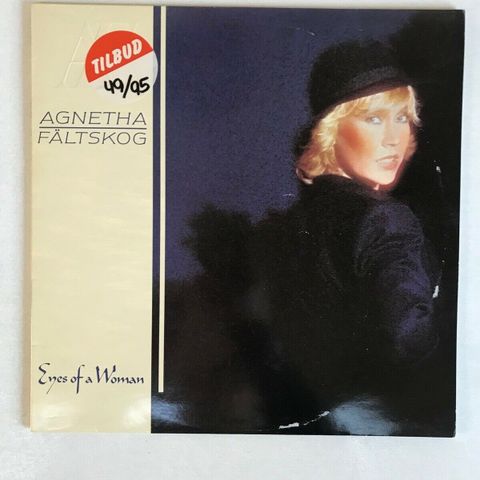 TILBUD
49/95
AGNETHA
FÄLTSKOG
Eyes of a Woman